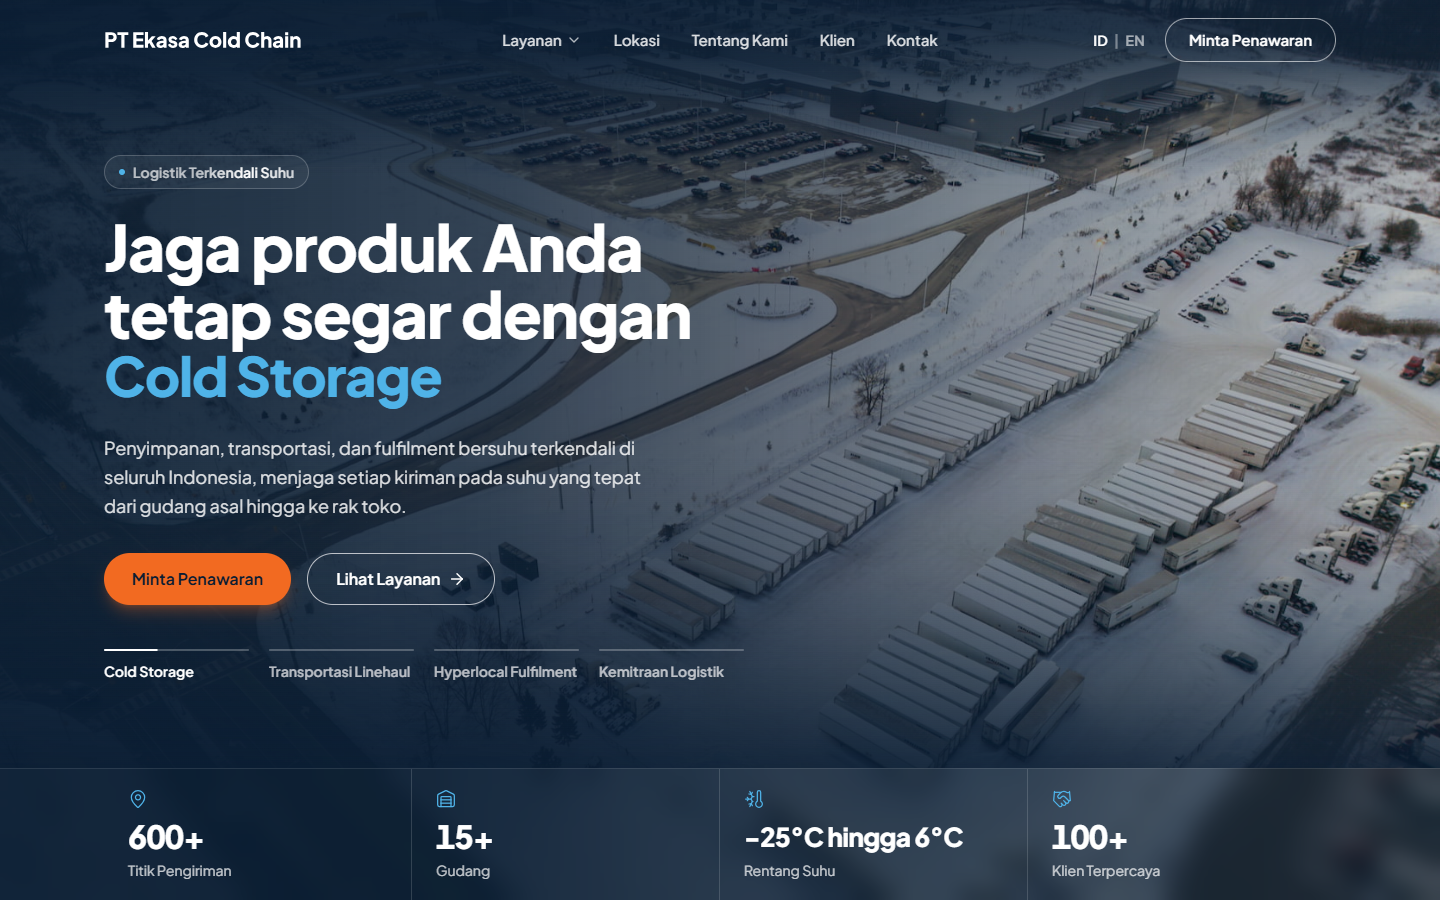 PT Ekasa Cold Chain
Layanan
Lokasi
Tentang Kami
Klien
Kontak
ID | EN
Minta Penawaran
Logistik Terkendali Suhu
Jaga produk Anda
tetap segar dengan
Cold Storage
Penyimpanan, transportasi, dan fulfilment bersuhu terkendali di
seluruh Indonesia, menjaga setiap kiriman pada suhu yang tepat
dari gudang asal hingga ke rak toko.
Minta Penawaran
Lihat Layanan →
Cold Storage
Transportasi Linehaul
Hyperlocal Fulfilment
Kemitraan Logistik
600+
Titik Pengiriman
15+
Gudang
-25°C hingga 6°C
Rentang Suhu
100+
Klien Terpercaya